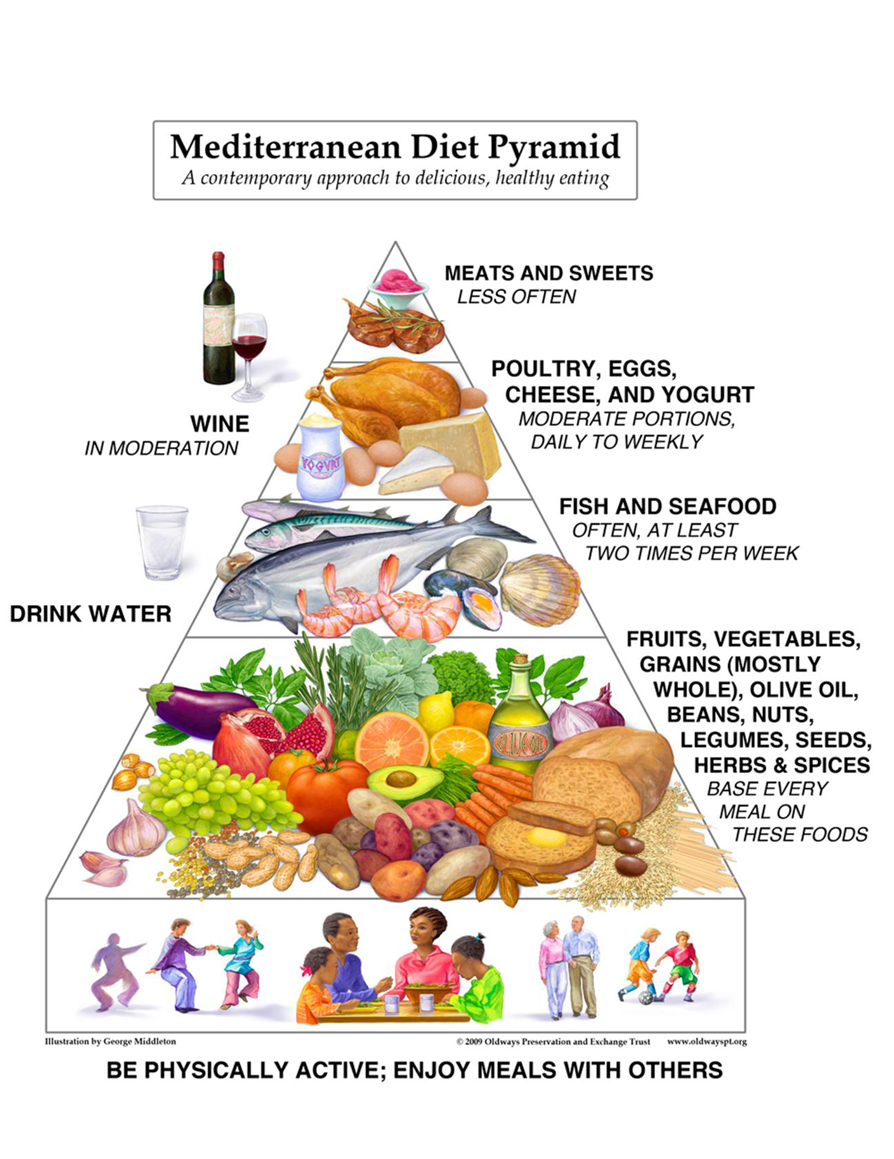 Mediterranean Diet Pyramid
A contemporary approach to delicious, healthy eating
MEATS AND SWEETS
LESS OFTEN
POULTRY, EGGS,
CHEESE, AND YOGURT
MODERATE PORTIONS,
DAILY TO WEEKLY
WINE
IN MODERATION
YOGURT
FISH AND SEAFOOD
OFTEN, AT LEAST
TWO TIMES PER WEEK
DRINK WATER
FRUITS, VEGETABLES,
GRAINS (MOSTLY
WHOLE), OLIVE OIL,
BEANS, NUTS,
LEGUMES, SEEDS,
HERBS & SPICES
BASE EVERY
MEAL ON
THESE FOODS
OLIVE OIL
Illustration by George Middleton
© 2009 Oldways Preservation and Exchange Trust www.oldwayspt.org
BE PHYSICALLY ACTIVE; ENJOY MEALS WITH OTHERS